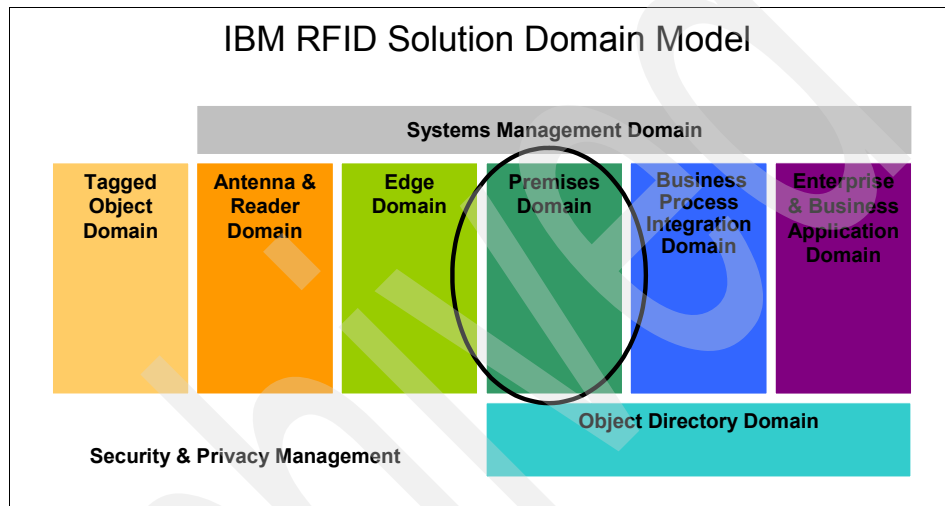 IBM RFID Solution Domain Model
Systems Management Domain
Tagged
Object
Domain
Antenna &
Reader
Domain
Edge
Domain
Premises
Domain
Business
Process
Integration
Domain
Enterprise
& Business
Application
Domain
Object Directory Domain
Security & Privacy Management